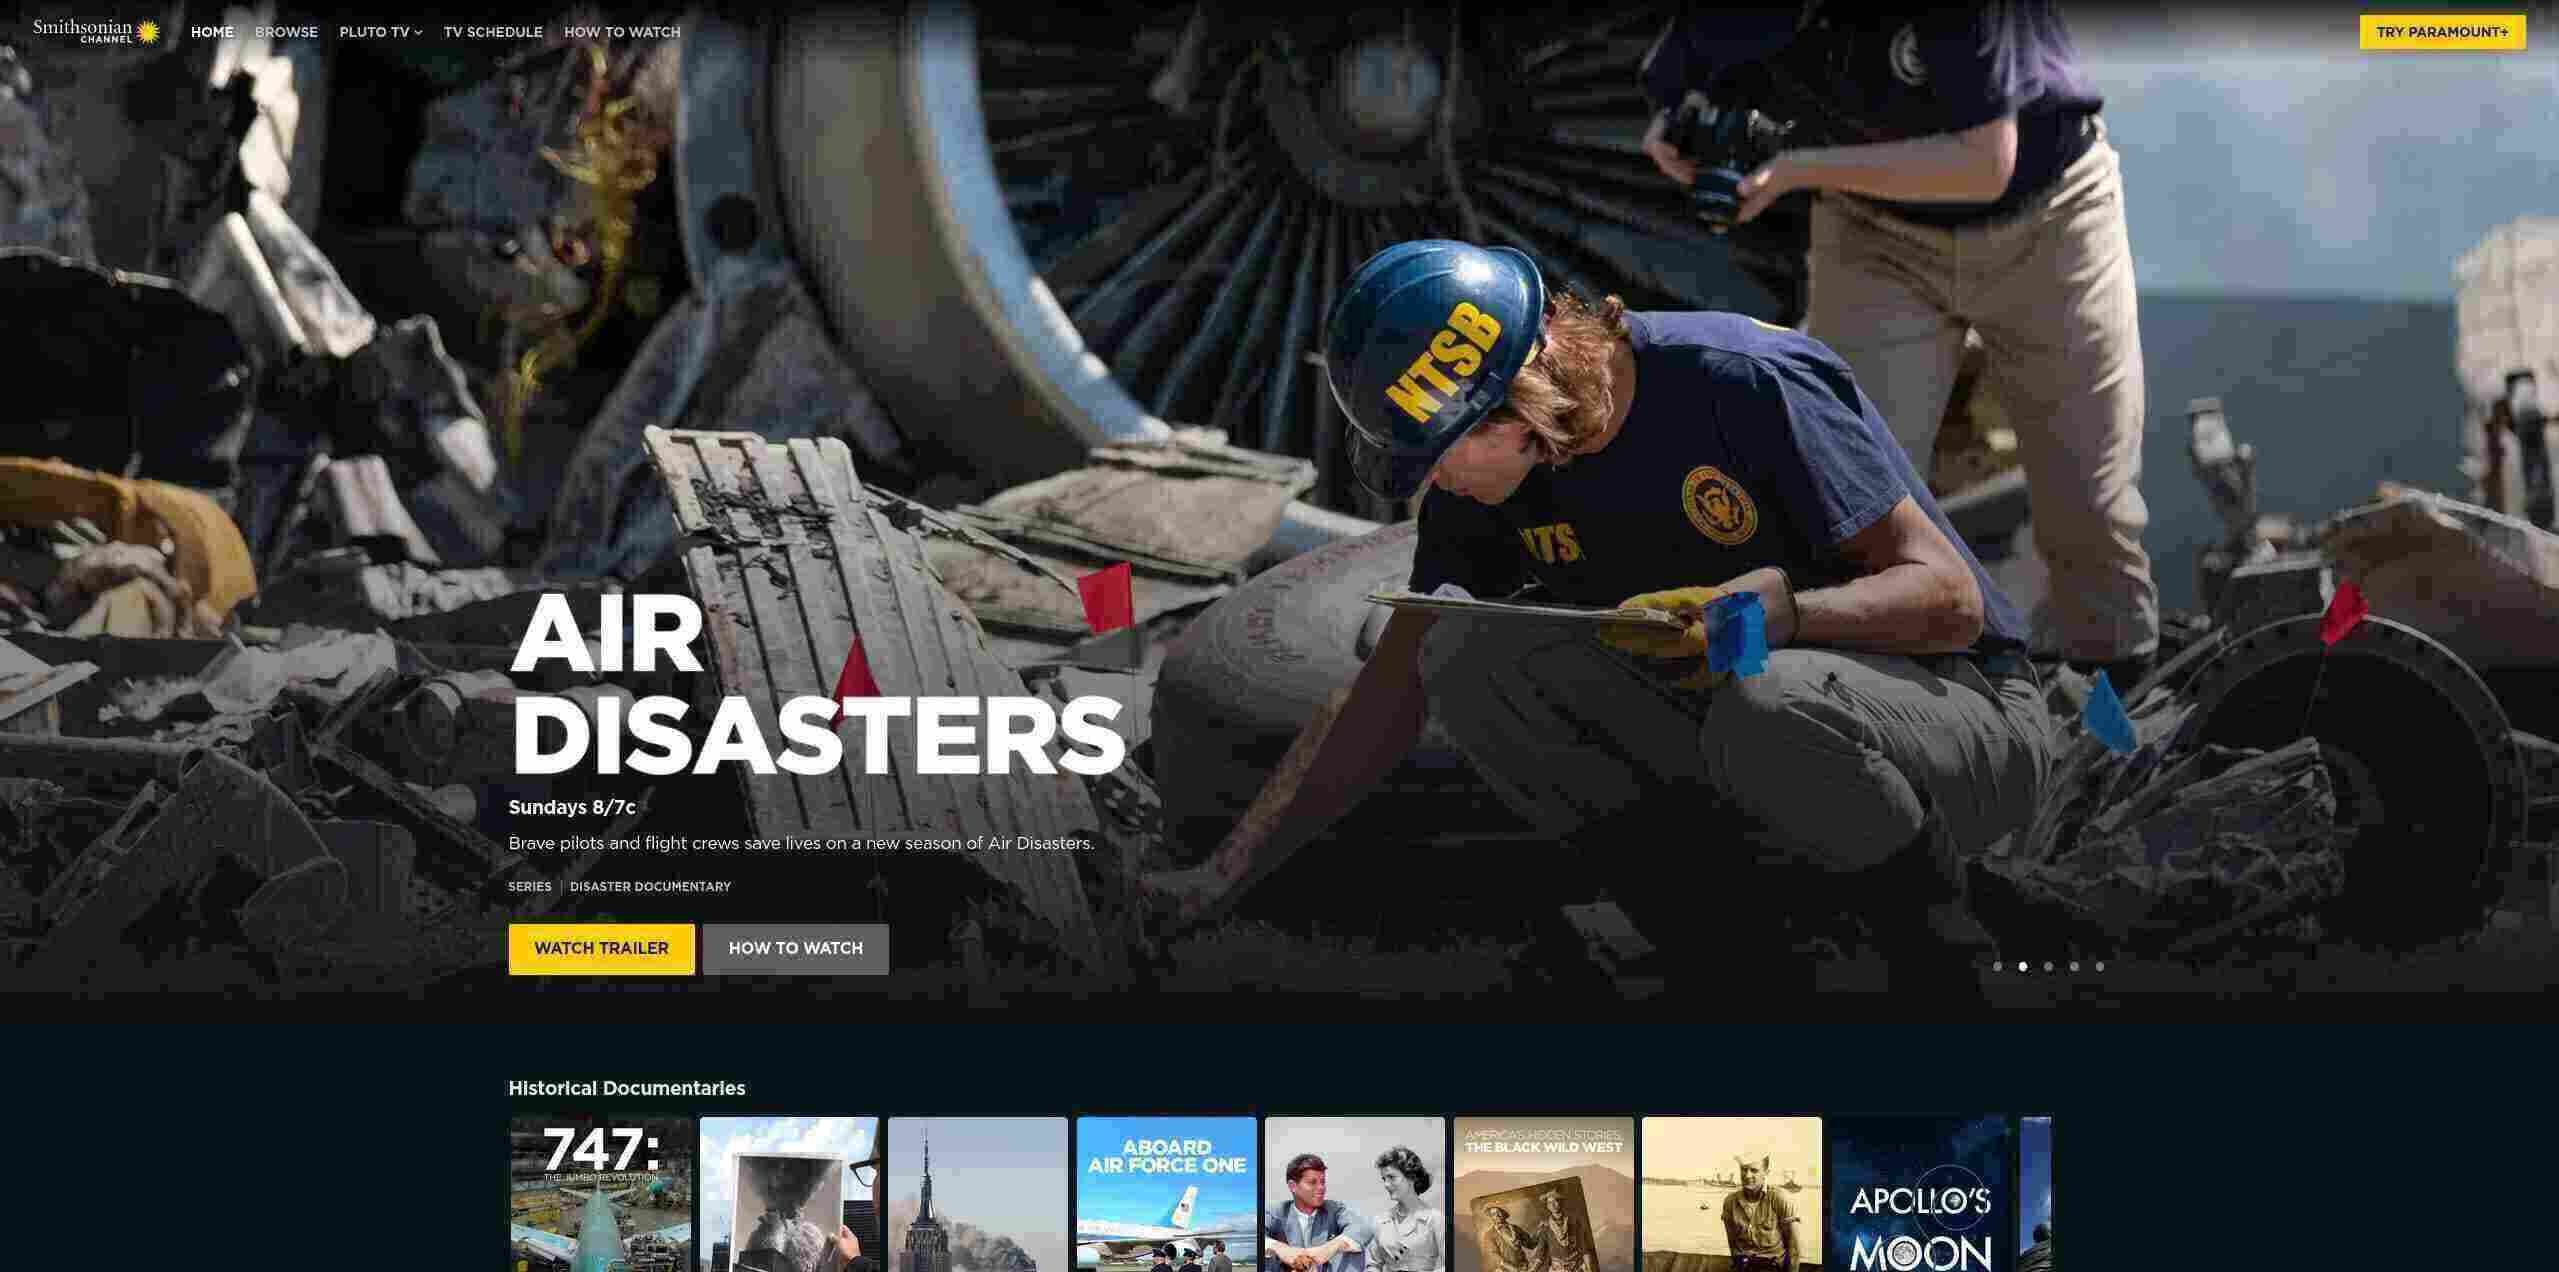 Smithsonian
CHANNEL
HOME BROWSE PLUTO TV TV SCHEDULE HOW TO WATCH
TRY PARAMOUNT+
NTSB
NTS
AIR
DISASTERS
Sundays 8/7c
Brave pilots and flight crews save lives on a new season of Air Disasters.
SERIES | DISASTER DOCUMENTARY
WATCH TRAILER HOW TO WATCH
Historical Documentaries
747:
THE JUMBO REVOLUTION
ABOARD
AIR FORCE ONE
AMERICA'S HIDDEN STORIES:
THE BLACK WILD WEST
APOLLO'S
MOON